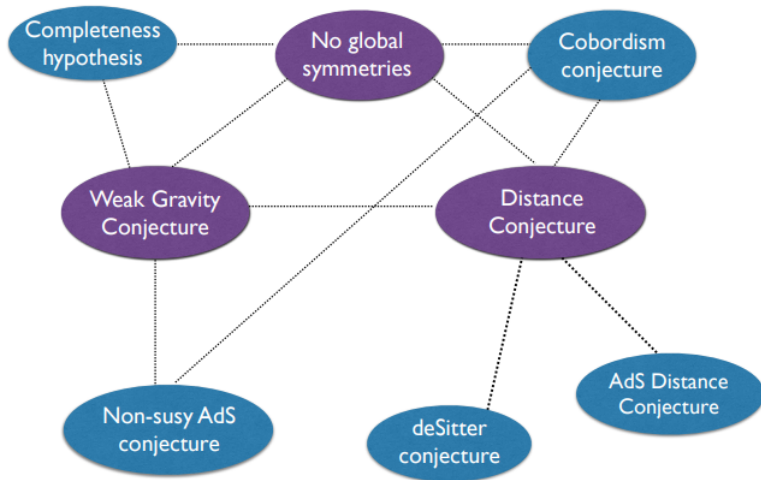 Completeness
hypothesis
No global
symmetries
Cobordism
conjecture
Weak Gravity
Conjecture
Distance
Conjecture
Non-susy AdS
conjecture
deSitter
conjecture
AdS Distance
Conjecture